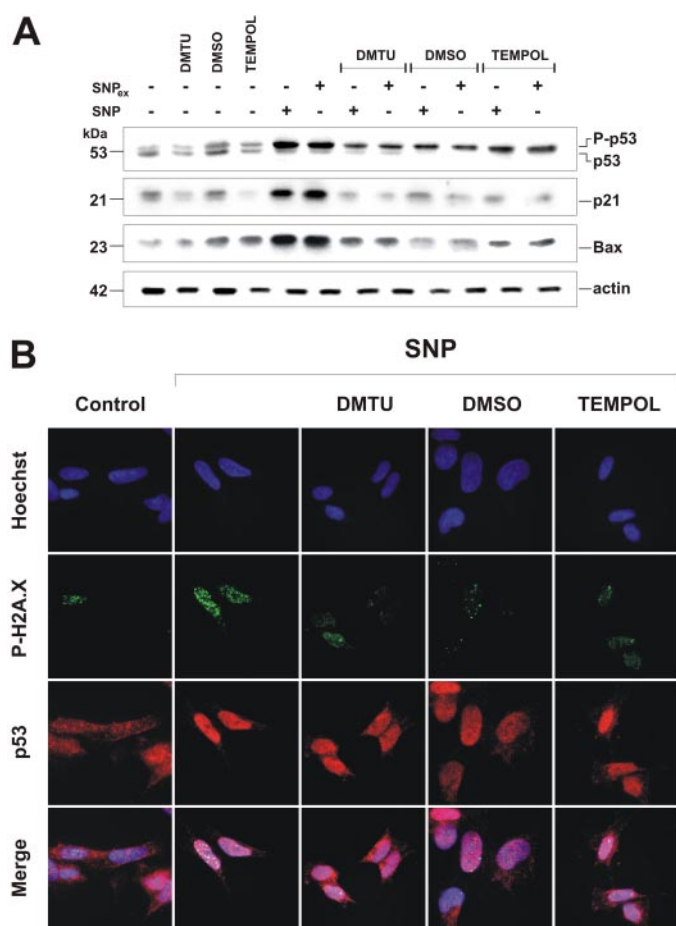 A
DMTU DMSO TEMPOL DMTU DMSO TEMPOL
SNPex - - - - - + - + - + - +
SNP - - - - + - + - + - + -
kDa
53 P-p53
p53
21 p21
23 Bax
42 actin
B
SNP
Control DMTU DMSO TEMPOL
Hoechst
P-H2A.X
p53
Merge